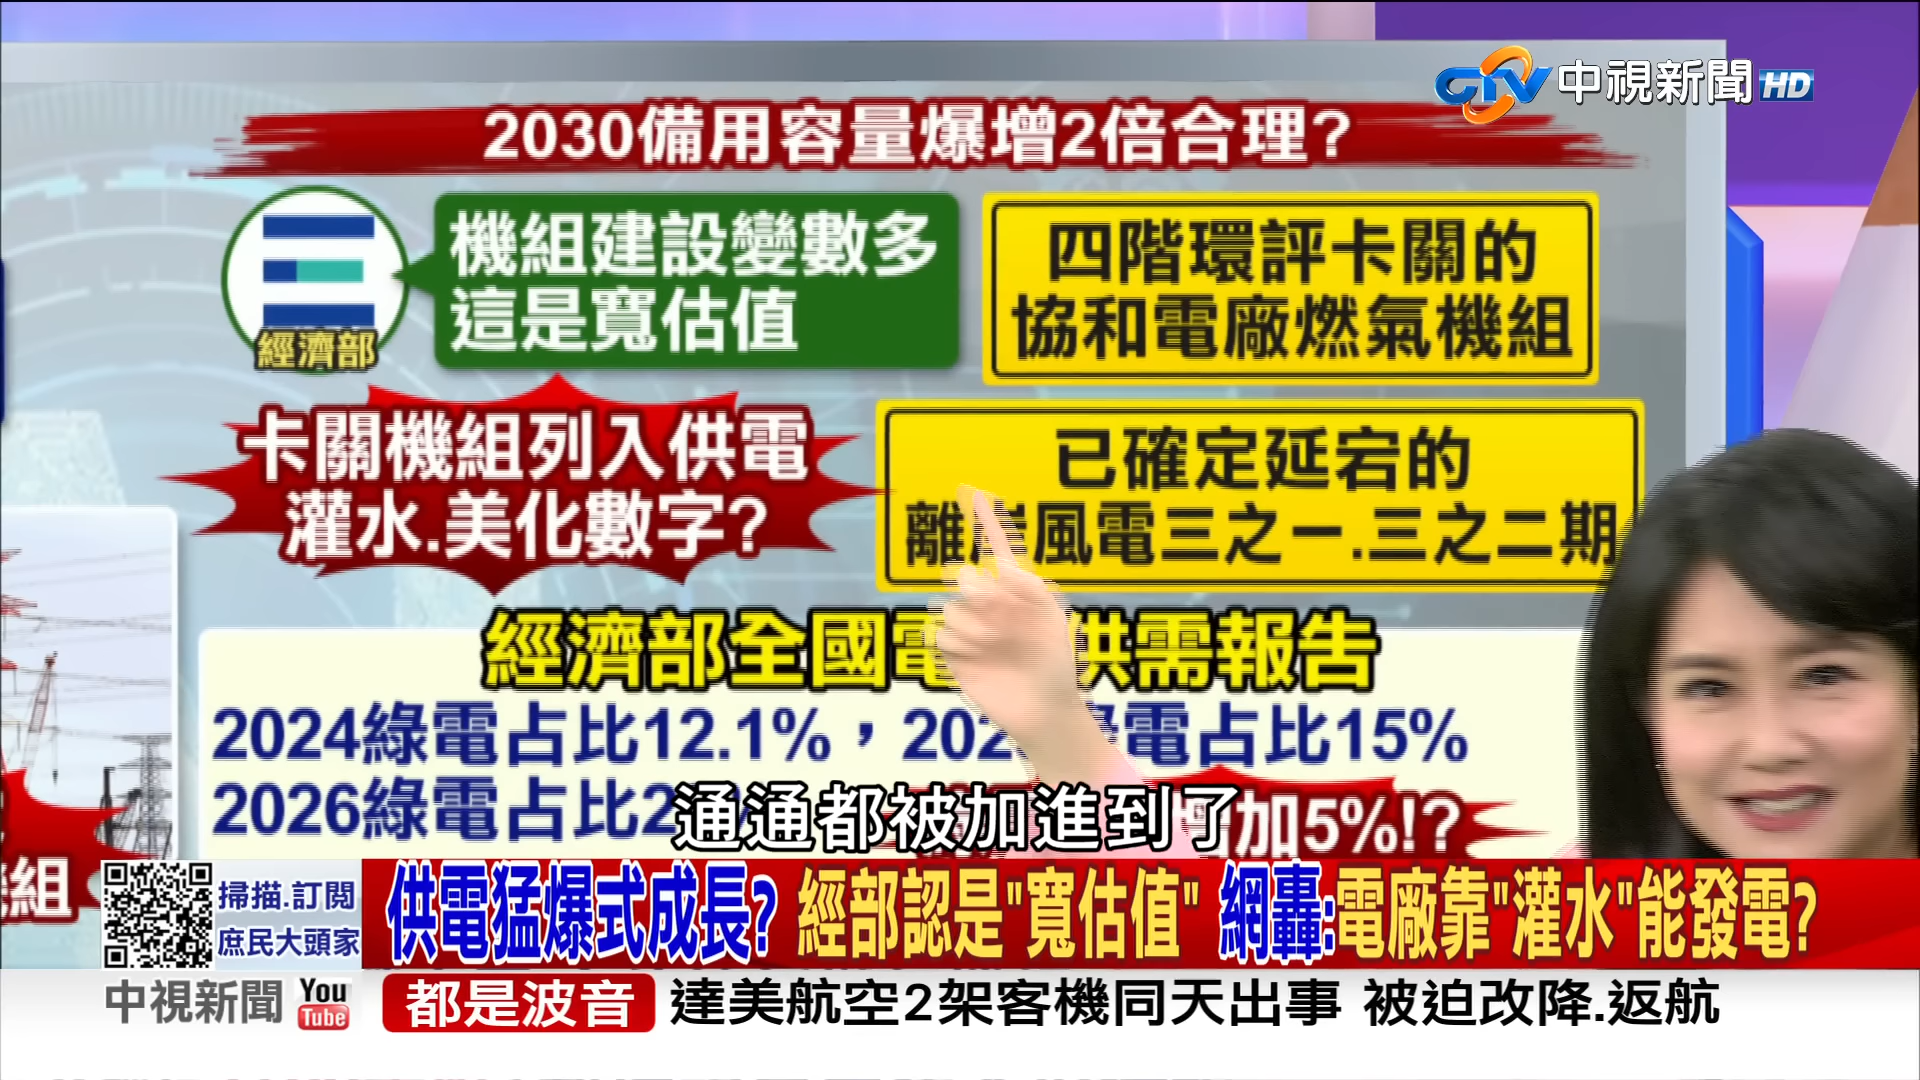 CTV中視新聞HD
2030備用容量爆增2倍合理?
機組建設變數多
這是寬估值
經濟部
四階環評卡關的
協和電廠燃氣機組
卡關機組列入供電
灌水.美化數字?
已確定延宕的
離岸風電三之一.三之二期
經濟部全國電 供需報告
2024綠電占比12.1%，202 綠電占比15%
2026綠電占比2
加5%!?
通通都被加進到了
組
掃描.訂閱
庶民大頭家
供電猛爆式成長? 經部認是"寬估值" 網轟:電廠靠"灌水"能發電?
中視新聞 YouTube
都是波音 達美航空2架客機同天出事 被迫改降.返航